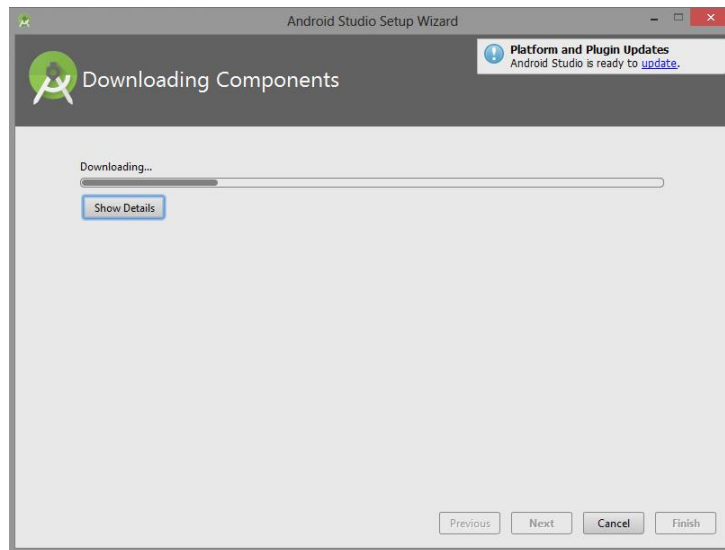 Android Studio Setup Wizard
Platform and Plugin Updates
Android Studio is ready to update.
Downloading Components
Downloading...
Show Details
Previous
Next
Cancel
Finish